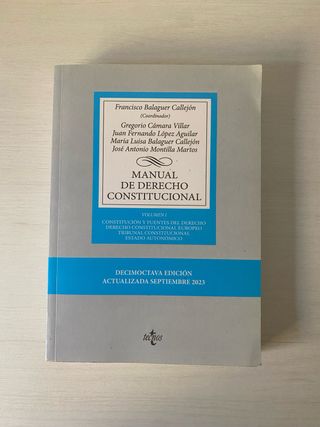 Francisco Balaguer Callejón
(Coordinador)
Gregorio Cámara Villar
Juan Fernando López Aguilar
María Luisa Balaguer Callejón
José Antonio Montilla Martos
MANUAL
DE DERECHO
CONSTITUCIONAL
VOLUMEN I
CONSTITUCIÓN Y FUENTES DEL DERECHO
DERECHO CONSTITUCIONAL EUROPEO
TRIBUNAL CONSTITUCIONAL
ESTADO AUTONÓMICO
DECIMOCTAVA EDICIÓN
ACTUALIZADA SEPTIEMBRE 2023
tecnos